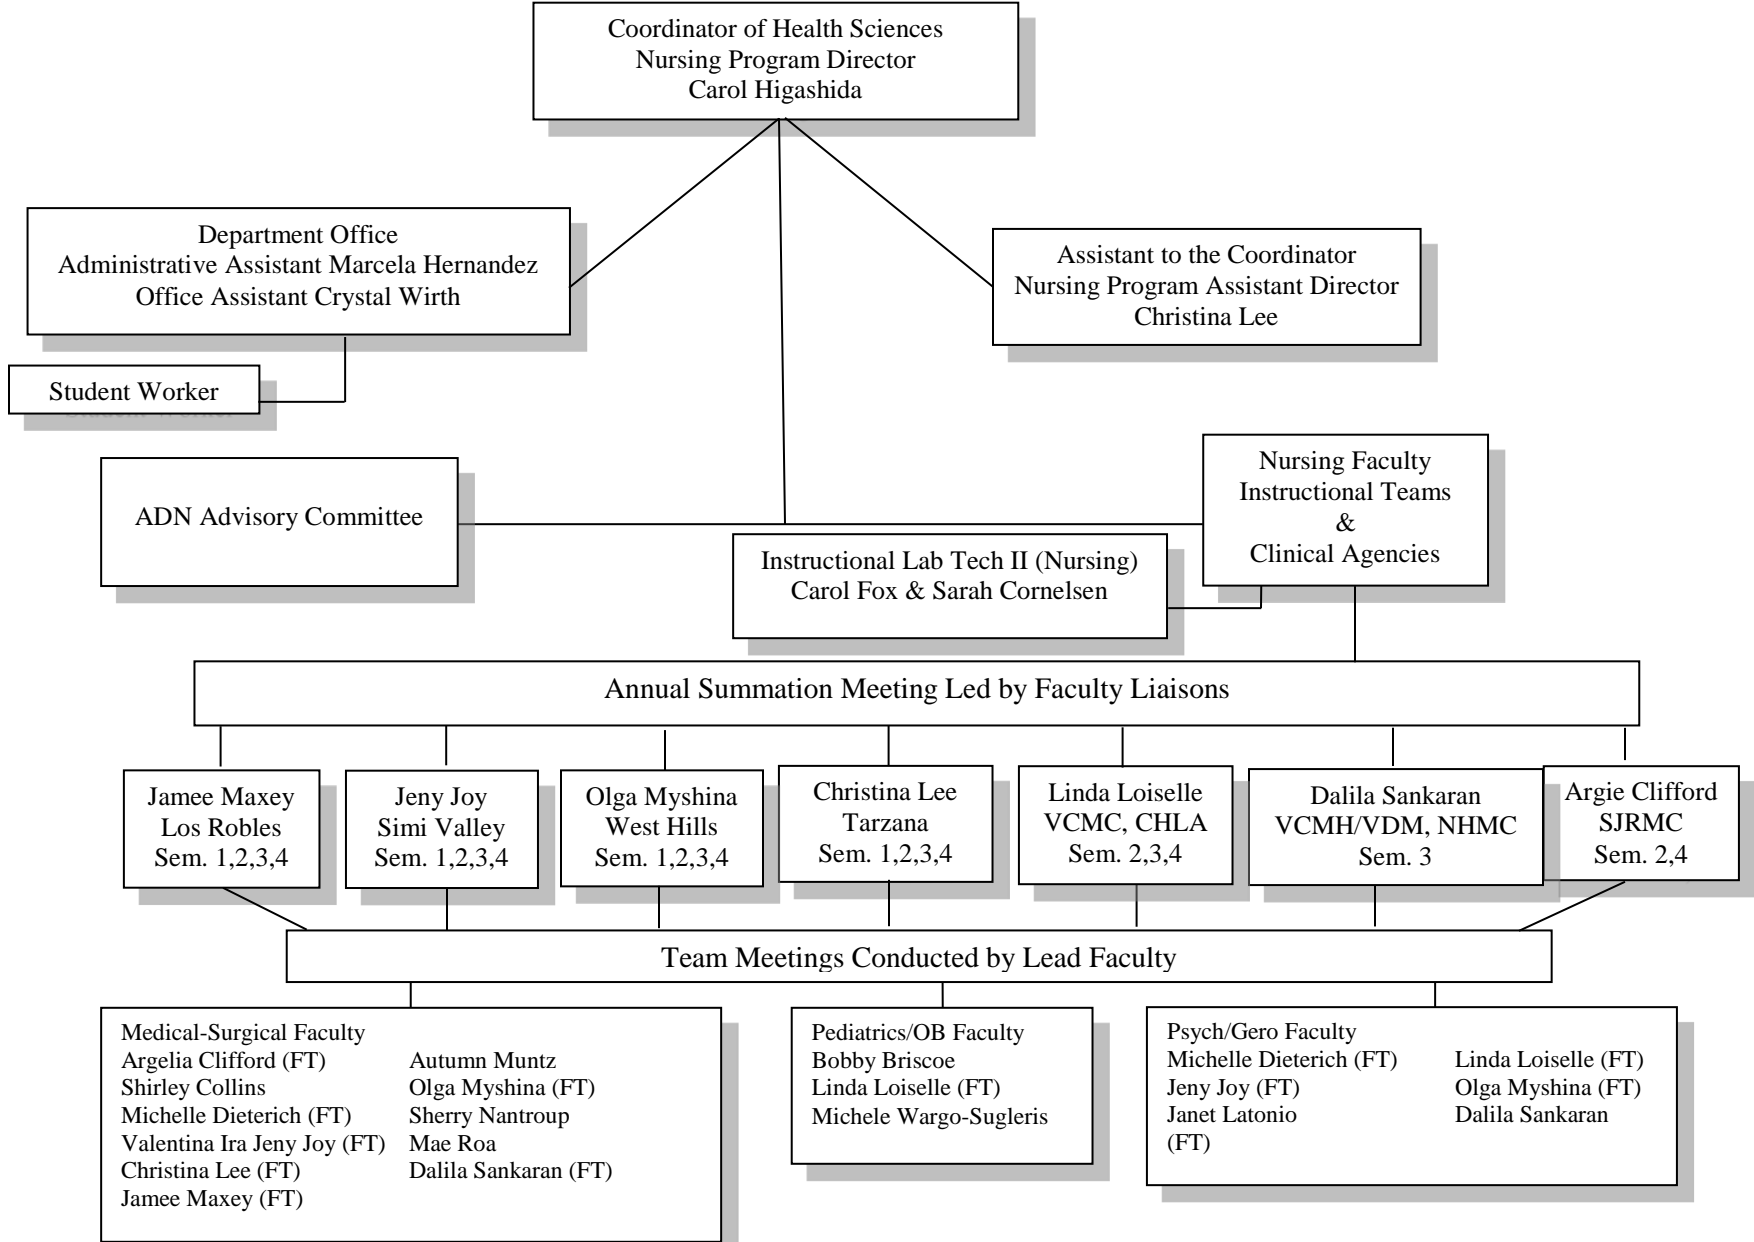 Coordinator of Health Sciences
Nursing Program Director
Carol Higashida
Department Office
Administrative Assistant Marcela Hernandez
Office Assistant Crystal Wirth
Assistant to the Coordinator
Nursing Program Assistant Director
Christina Lee
Student Worker
ADN Advisory Committee
Nursing Faculty
Instructional Teams
&
Clinical Agencies
Instructional Lab Tech II (Nursing)
Carol Fox & Sarah Cornelsen
Annual Summation Meeting Led by Faculty Liaisons
Jamee Maxey
Los Robles
Sem. 1,2,3,4
Jeny Joy
Simi Valley
Sem. 1,2,3,4
Olga Myshina
West Hills
Sem. 1,2,3,4
Christina Lee
Tarzana
Sem. 1,2,3,4
Linda Loiselle
VCMC, CHLA
Sem. 2,3,4
Dalila Sankaran
VCMH/VDM, NHMC
Sem. 3
Argie Clifford
SJRMC
Sem. 2,4
Team Meetings Conducted by Lead Faculty
Medical-Surgical Faculty
Argelia Clifford (FT)
Shirley Collins
Michelle Dieterich (FT)
Valentina Ira Jeny Joy (FT)
Christina Lee (FT)
Jamee Maxey (FT)
Autumn Muntz
Olga Myshina (FT)
Sherry Nantroup
Mae Roa
Dalila Sankaran (FT)
Pediatrics/OB Faculty
Bobby Briscoe
Linda Loiselle (FT)
Michele Wargo-Sugleris
Psych/Gero Faculty
Michelle Dieterich (FT)
Jeny Joy (FT)
Janet Latonio
(FT)
Linda Loiselle (FT)
Olga Myshina (FT)
Dalila Sankaran